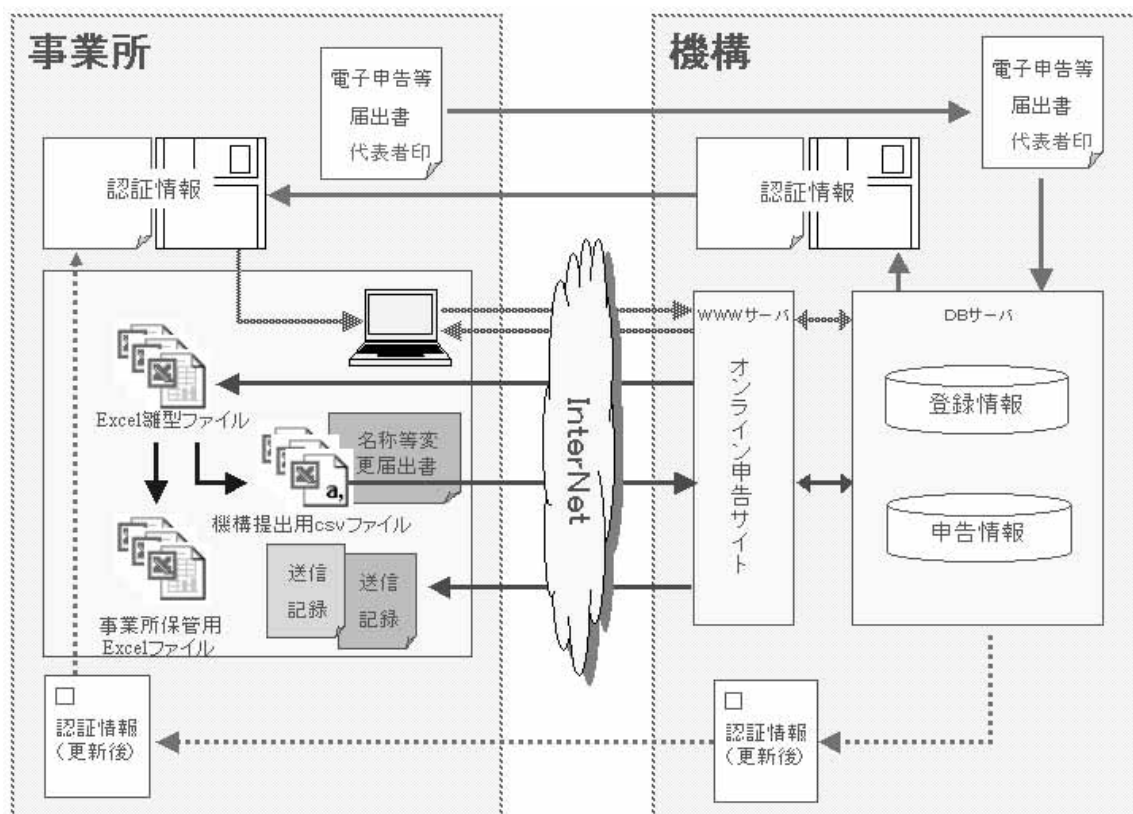 事業所
機構
電子申告等
届出書
代表者印
電子申告等
届出書
代表者印
認証情報
認証情報
WWWサーバ
DBサーバ
オンライン申告サイト
登録情報
申告情報
InterNet
Excel雛型ファイル
名称等変
更届出書
a,
機構提出用csvファイル
事業所保管用
Excelファイル
送信
記録
送信
記録
認証情報
(更新後)
認証情報
(更新後)